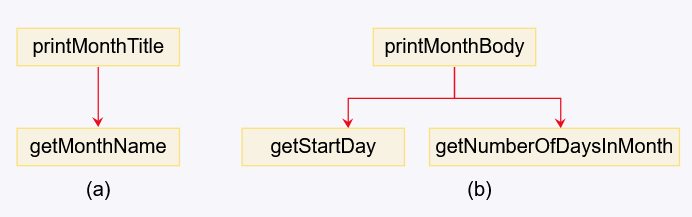 printMonthTitle
getMonthName
(a)
printMonthBody
getStartDay
getNumberOfDaysInMonth
(b)